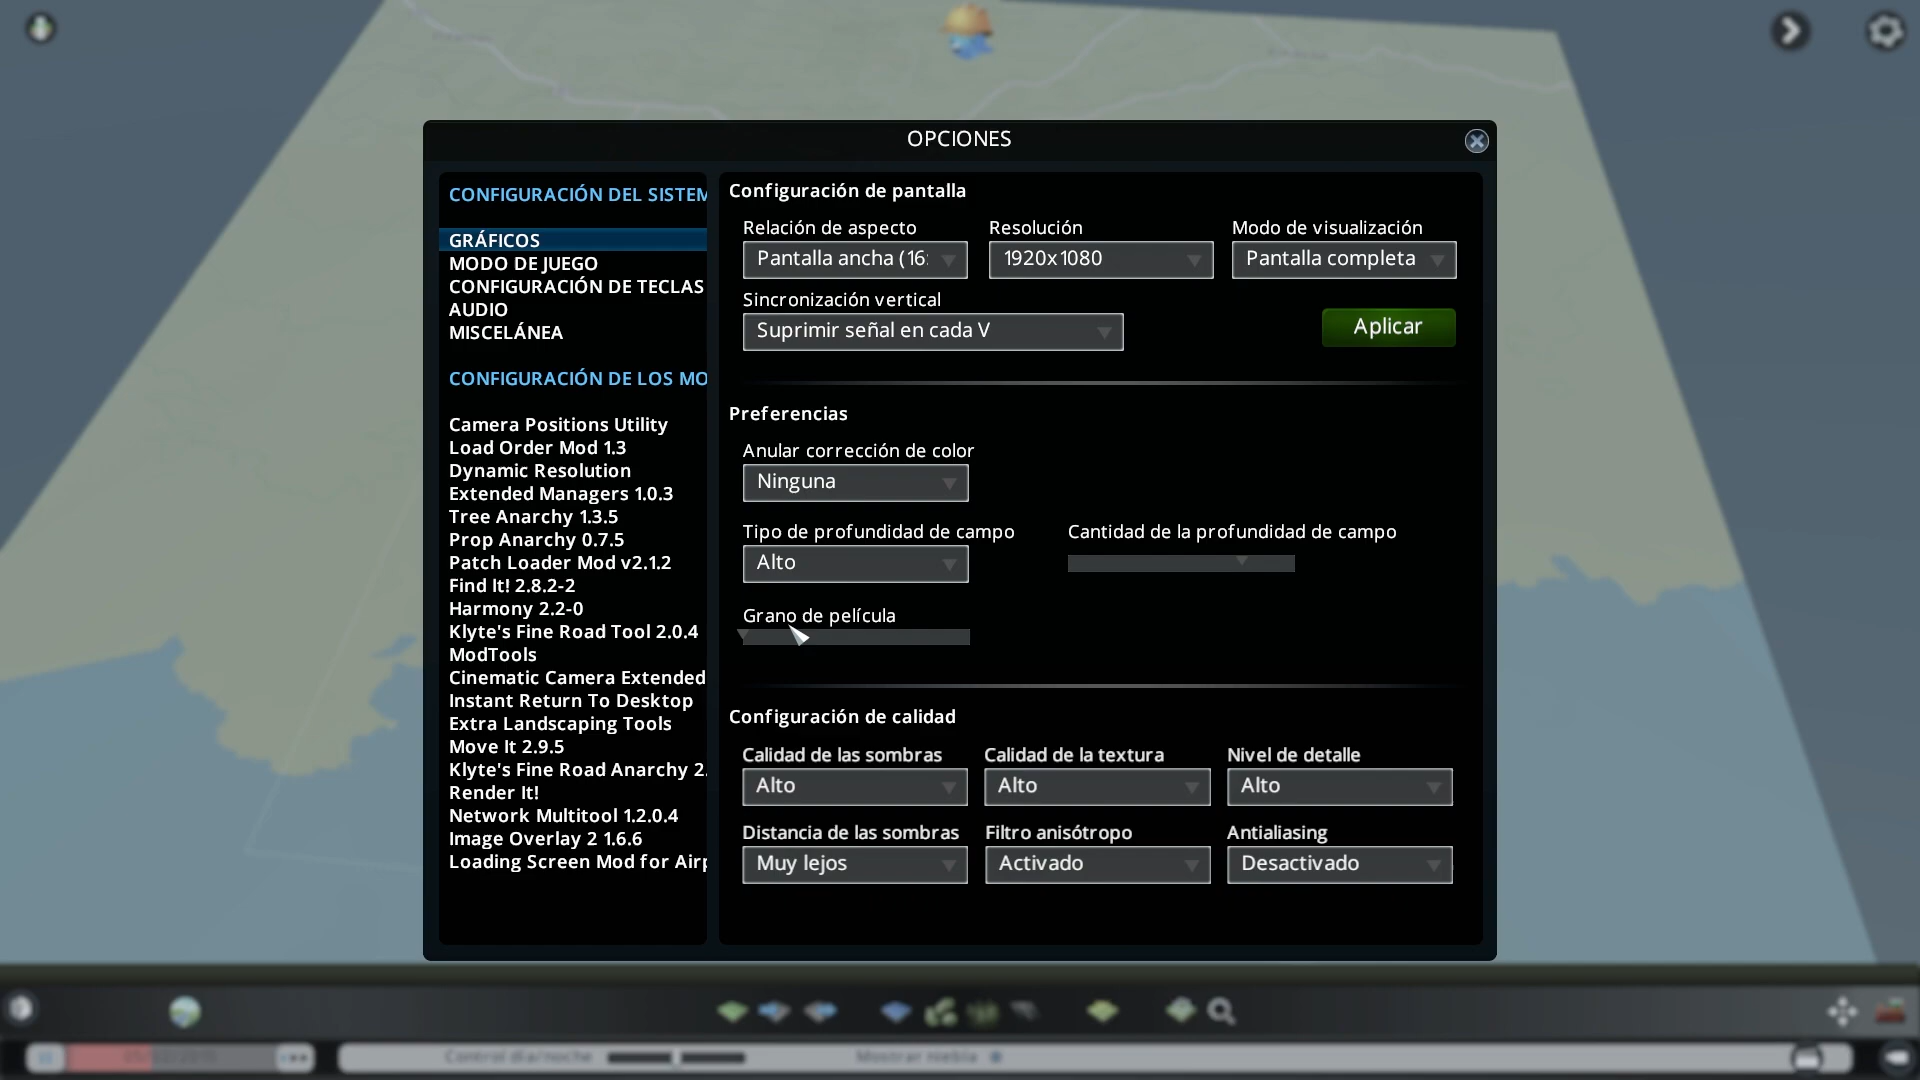 OPCIONES
CONFIGURACIÓN DEL SISTEM
GRÁFICOS
MODO DE JUEGO
CONFIGURACIÓN DE TECLAS
AUDIO
MISCELÁNEA
CONFIGURACIÓN DE LOS MO
Camera Positions Utility
Load Order Mod 1.3
Dynamic Resolution
Extended Managers 1.0.3
Tree Anarchy 1.3.5
Prop Anarchy 0.7.5
Patch Loader Mod v2.1.2
Find It! 2.8.2-2
Harmony 2.2-0
Klyte's Fine Road Tool 2.0.4
ModTools
Cinematic Camera Extended
Instant Return To Desktop
Extra Landscaping Tools
Move It 2.9.5
Klyte's Fine Road Anarchy 2.
Render It!
Network Multitool 1.2.0.4
Image Overlay 2 1.6.6
Loading Screen Mod for Airp
Configuración de pantalla
Relación de aspecto Resolución Modo de visualización
Pantalla ancha (16: 1920x1080 Pantalla completa
Sincronización vertical
Suprimir señal en cada V Aplicar
Preferencias
Anular corrección de color
Ninguna
Tipo de profundidad de campo Cantidad de la profundidad de campo
Alto
Grano de película
Configuración de calidad
Calidad de las sombras Calidad de la textura Nivel de detalle
Alto Alto Alto
Distancia de las sombras Filtro anisótropo Antialiasing
Muy lejos Activado Desactivado
Control día/noche Mostrar niebla